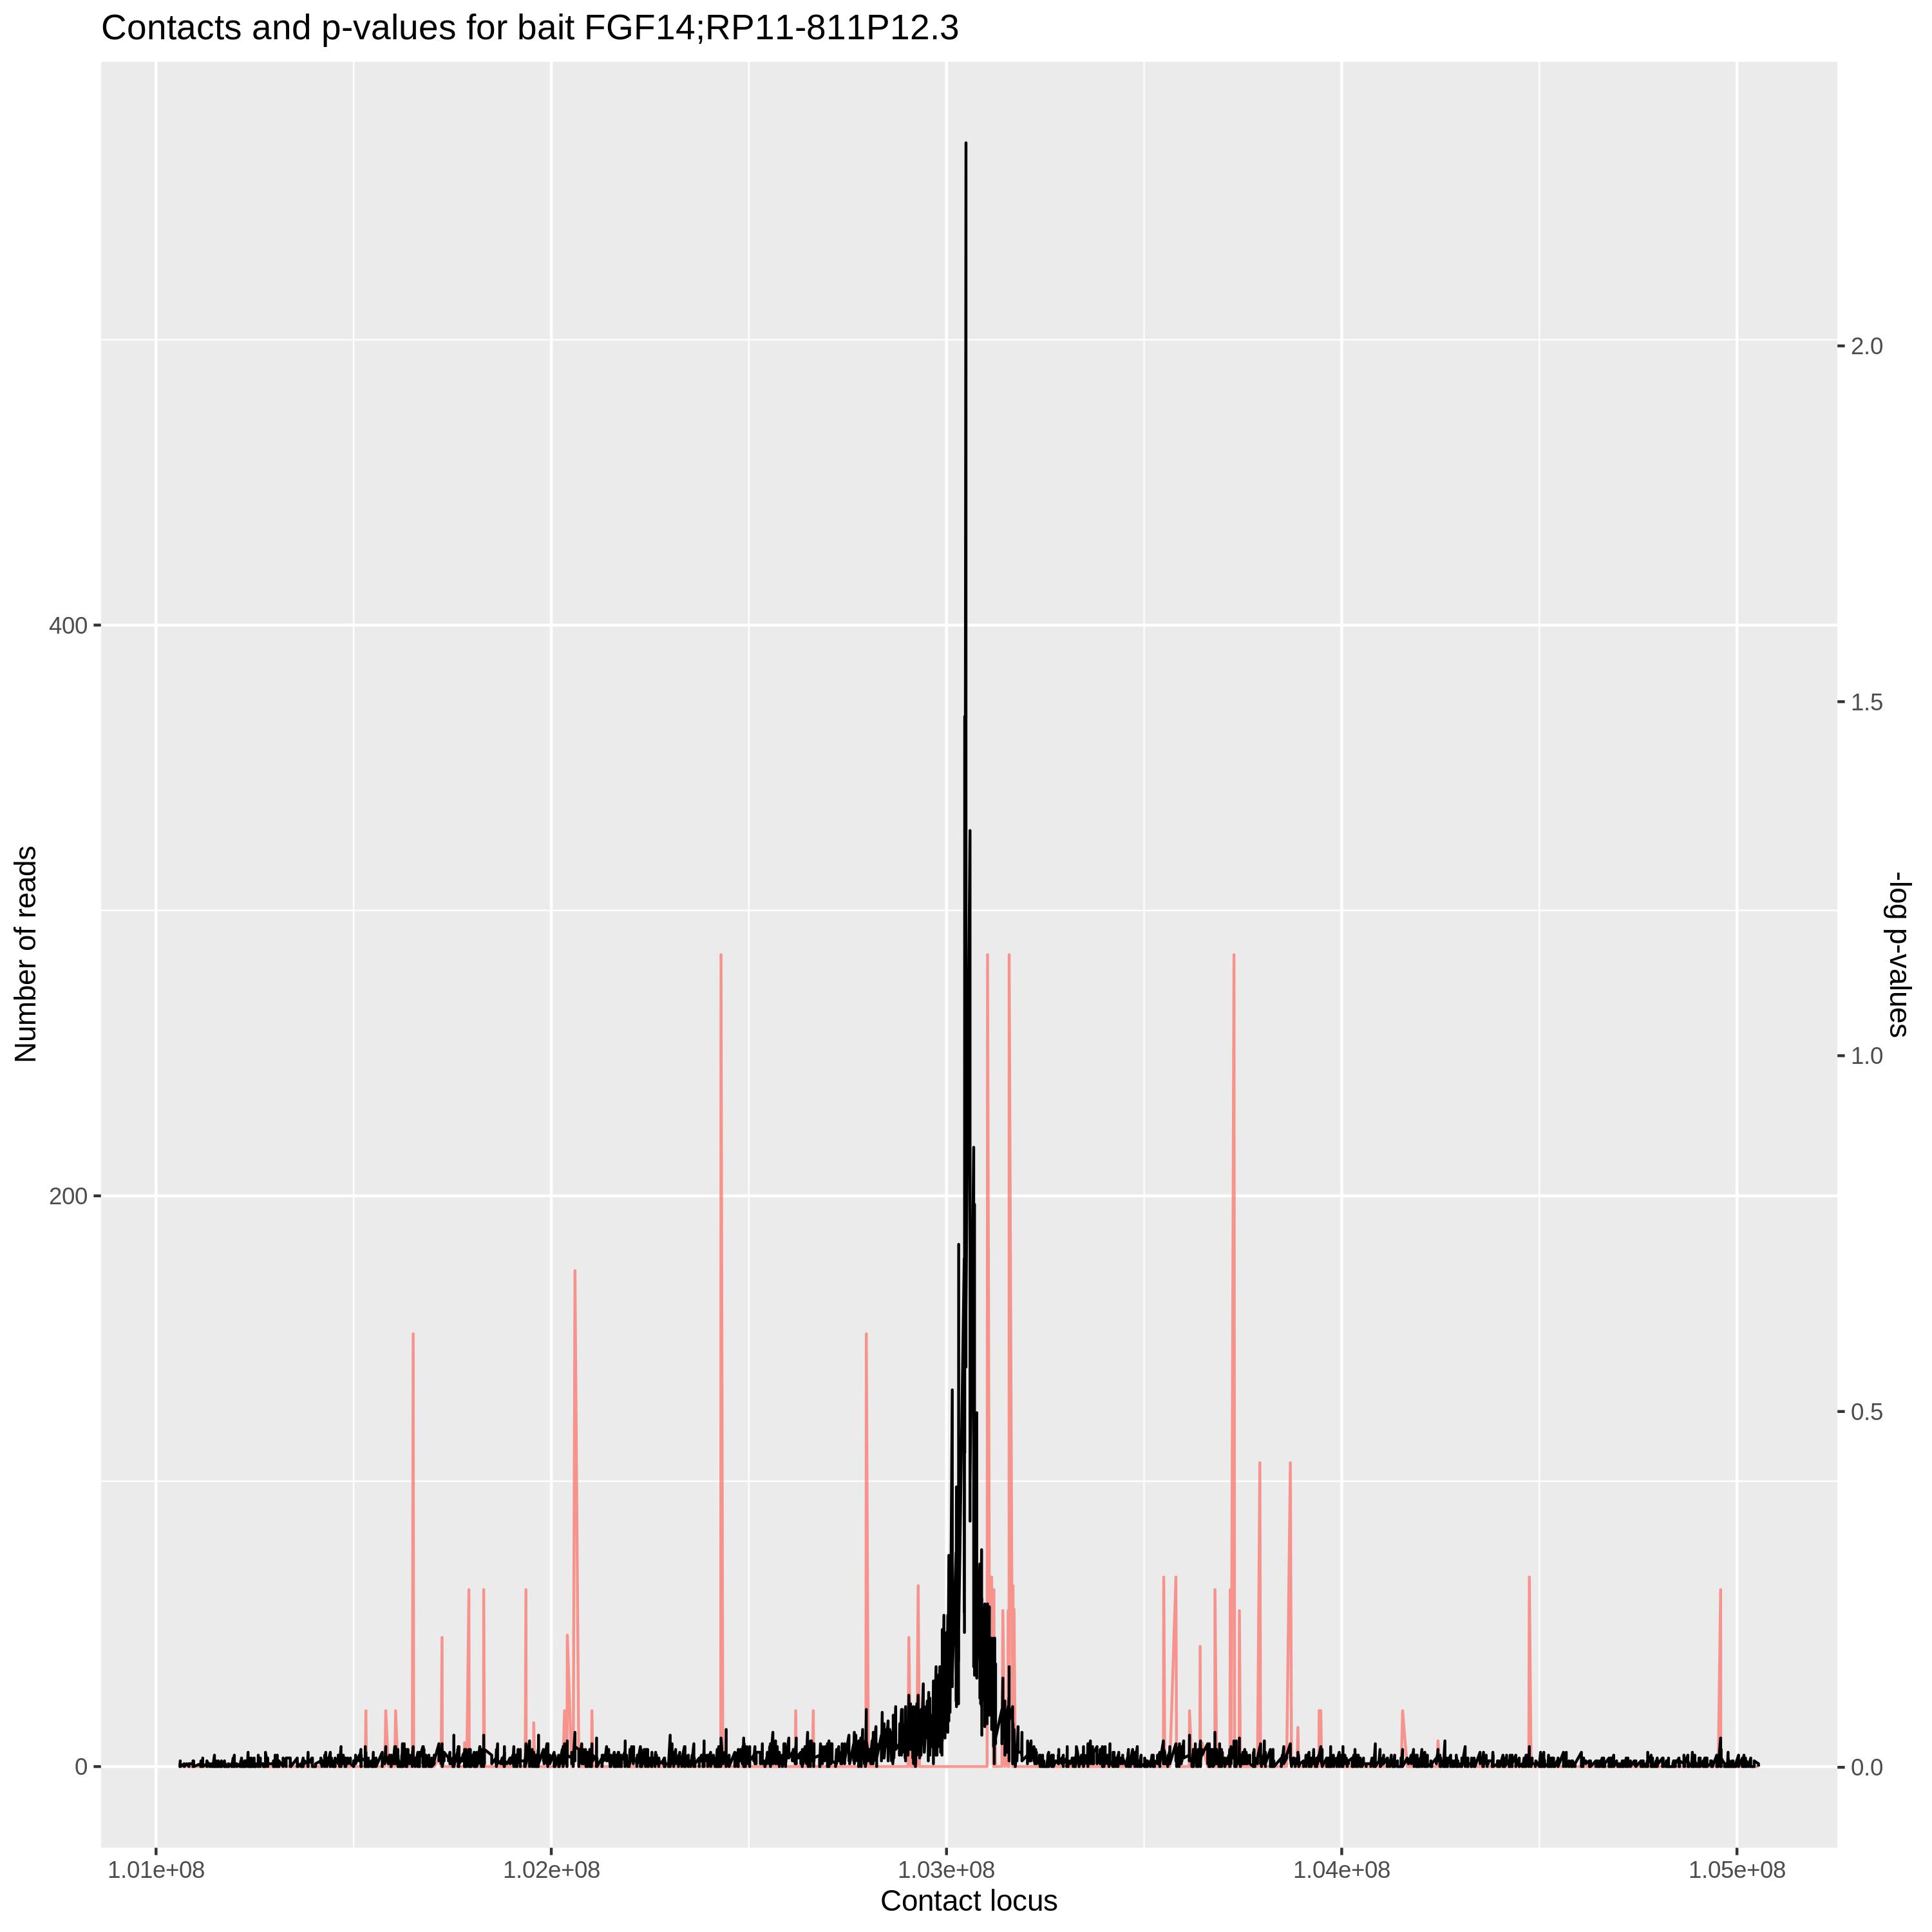 Contacts and p-values for bait FGF14;RP11-811P12.3
Number of reads
400
200
0
2.0
1.5
1.0
0.5
0.0
-log p-values
1.01e+08 1.02e+08 1.03e+08 1.04e+08 1.05e+08
Contact locus